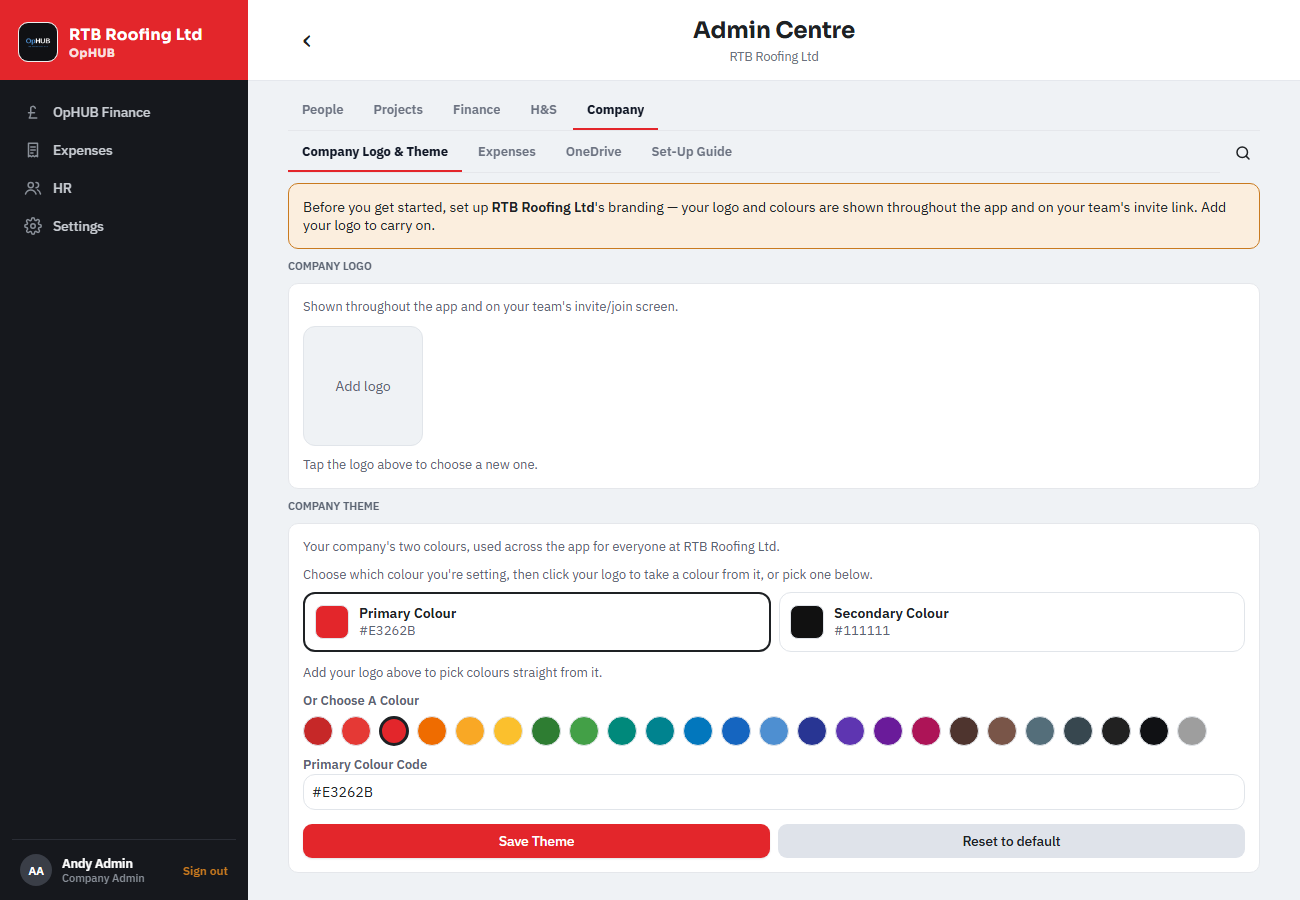 OpHUB
RTB Roofing Ltd
OpHUB
Admin Centre
RTB Roofing Ltd
OpHUB Finance
Expenses
HR
Settings
People
Projects
Finance
H&S
Company
Company Logo & Theme
Expenses
OneDrive
Set-Up Guide
Before you get started, set up RTB Roofing Ltd's branding — your logo and colours are shown throughout the app and on your team's invite link. Add
your logo to carry on.
COMPANY LOGO
Shown throughout the app and on your team's invite/join screen.
Add logo
Tap the logo above to choose a new one.
COMPANY THEME
Your company's two colours, used across the app for everyone at RTB Roofing Ltd.
Choose which colour you're setting, then click your logo to take a colour from it, or pick one below.
Primary Colour
#E3262B
Secondary Colour
#111111
Add your logo above to pick colours straight from it.
Or Choose A Colour
Primary Colour Code
#E3262B
Save Theme
Reset to default
AA
Andy Admin
Company Admin
Sign out